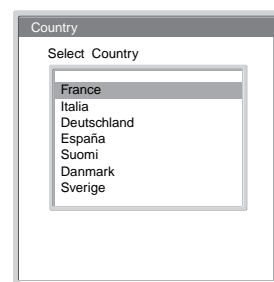 Country
Select Country
France
Italia
Deutschland
España
Suomi
Danmark
Sverige